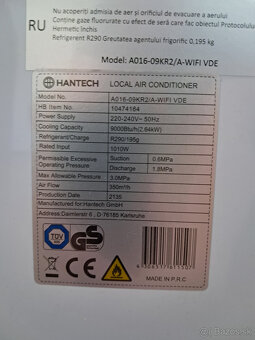 Nu acoperiți admisia de aer și orificiul de evacuare a aerului
RU
Conține gaze fluorurate cu efect de seră care fac obiectul Protocolului
Hermetic închis
Refrigerent R290 Greutatea agentului frigorific 0,195 kg
Model: A016-09KR2/A-WIFI VDE
HANTECH
LOCAL AIR CONDITIONER
Model No. A016-09KR2/A-WIFI VDE
HB Item No. 10474164
Power Supply 220-240V~ 50Hz
Cooling Capacity 9000Btu/h(2.64kW)
Refrigerant/Charge R290/195g
Rated Input 1010W
Permissible Excessive Operating Pressure Suction 0.6MPa
Discharge 1.8MPa
Max Allowable Pressure 3.0MPa
Air Flow 350m³/h
Production Date 2135
Manufactured for:Hantech GmbH
Address:Daimlerstr 6 , D-76185 Karlsruhe
TÜV
GS
CE
MADE IN P.R.C